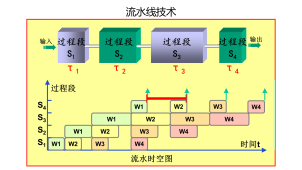 流水线技术
输入
过程段
S1
过程段
S2
过程段
S3
过程段
S4
输出
τ1
τ2
τ3
τ4
过程段
S4
W1 W2 W3 W4
S3
W1 W2 W3 W4
S2
W1 W2 W3 W4
S1
W1 W2 W3 W4
时间t
流水时空图